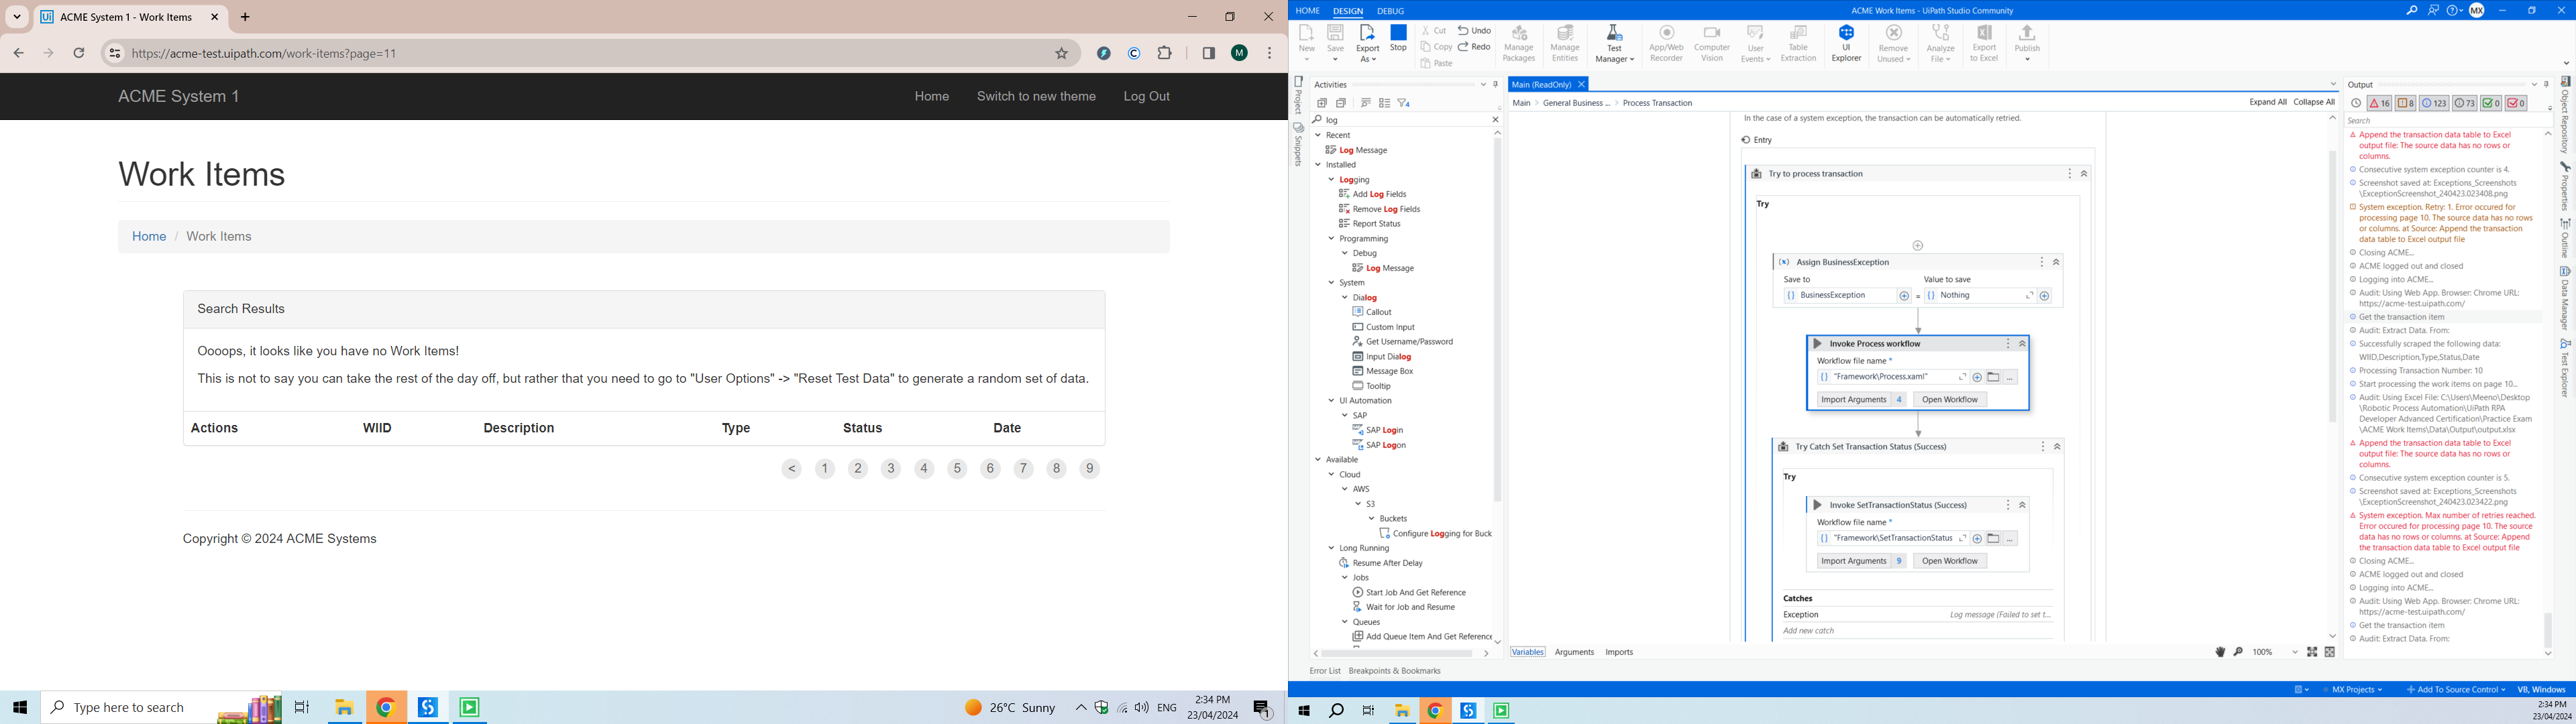 ACME System 1 - Work Items
https://acme-test.uipath.com/work-items?page=11
M
ACME System 1
Home
Switch to new theme
Log Out
Work Items
Home / Work Items
Search Results
Oooops, it looks like you have no Work Items!
This is not to say you can take the rest of the day off, but rather that you need to go to "User Options" -> "Reset Test Data" to generate a random set of data.
Actions WIID Description Type Status Date
< 1 2 3 4 5 6 7 8 9
Copyright © 2024 ACME Systems
Type here to search
26°C Sunny
ENG
2:34 PM
23/04/2024
1
HOME DESIGN DEBUG
ACME Work Items - UiPath Studio Community
MX
New
Save
Export As
Stop
Cut
Copy
Paste
Undo
Redo
Manage Packages
Manage Entities
Test Manager
App/Web Recorder
Computer Vision
User Events
Table Extraction
UI Explorer
Remove Unused
Analyze File
Export to Excel
Publish
Project
Snippets
Activities
log
Recent
Log Message
Installed
Logging
Add Log Fields
Remove Log Fields
Report Status
Programming
Debug
Log Message
System
Dialog
Callout
Custom Input
Get Username/Password
Input Dialog
Message Box
Tooltip
UI Automation
SAP
SAP Login
SAP Logon
Available
Cloud
AWS
S3
Buckets
Configure Logging for Buck
Long Running
Resume After Delay
Jobs
Start Job And Get Reference
Wait for Job and Resume
Queues
Add Queue Item And Get Reference
Main (ReadOnly)
Main > General Business ... > Process Transaction
Expand All Collapse All
In the case of a system exception, the transaction can be automatically retried.
Entry
Try to process transaction
Try
Assign BusinessException
Save to
Value to save
BusinessException = Nothing
Invoke Process workflow
Workflow file name *
"Framework\Process.xaml"
Import Arguments 4
Open Workflow
Try Catch Set Transaction Status (Success)
Try
Invoke SetTransactionStatus (Success)
Workflow file name *
"Framework\SetTransactionStatus
Import Arguments 9
Open Workflow
Catches
Exception
Log message (Failed to set t...
Add new catch
Variables Arguments Imports
100%
Error List Breakpoints & Bookmarks
Output
16 8 123 73 0 0
Search
Append the transaction data table to Excel
output file: The source data has no rows or
columns.
Consecutive system exception counter is 4.
Screenshot saved at: Exceptions_Screenshots
\ExceptionScreenshot_240423.023408.png
System exception. Retry: 1. Error occured for
processing page 10. The source data has no rows
or columns. at Source: Append the transaction
data table to Excel output file
Closing ACME...
ACME logged out and closed
Logging into ACME...
Audit: Using Web App. Browser: Chrome URL:
https://acme-test.uipath.com/
Get the transaction item
Audit: Extract Data. From:
Successfully scraped the following data:
WIID,Description,Type,Status,Date
Processing Transaction Number: 10
Start processing the work items on page 10...
Audit: Using Excel File: C:\Users\Meeno\Desktop
\Robotic Process Automation\UiPath RPA
Developer Advanced Certification\Practice Exam
\ACME Work Items\Data\Output\output.xlsx
Append the transaction data table to Excel
output file: The source data has no rows or
columns.
Consecutive system exception counter is 5.
Screenshot saved at: Exceptions_Screenshots
\ExceptionScreenshot_240423.023422.png
System exception. Max number of retries reached.
Error occured for processing page 10. The source
data has no rows or columns. at Source: Append
the transaction data table to Excel output file
Closing ACME...
ACME logged out and closed
Logging into ACME...
Audit: Using Web App. Browser: Chrome URL:
https://acme-test.uipath.com/
Get the transaction item
Audit: Extract Data. From:
Object Repository
Properties
Outline
Data Manager
Test Explorer
MX Projects
Add To Source Control
VB, Windows
2:34 PM
23/04/2024